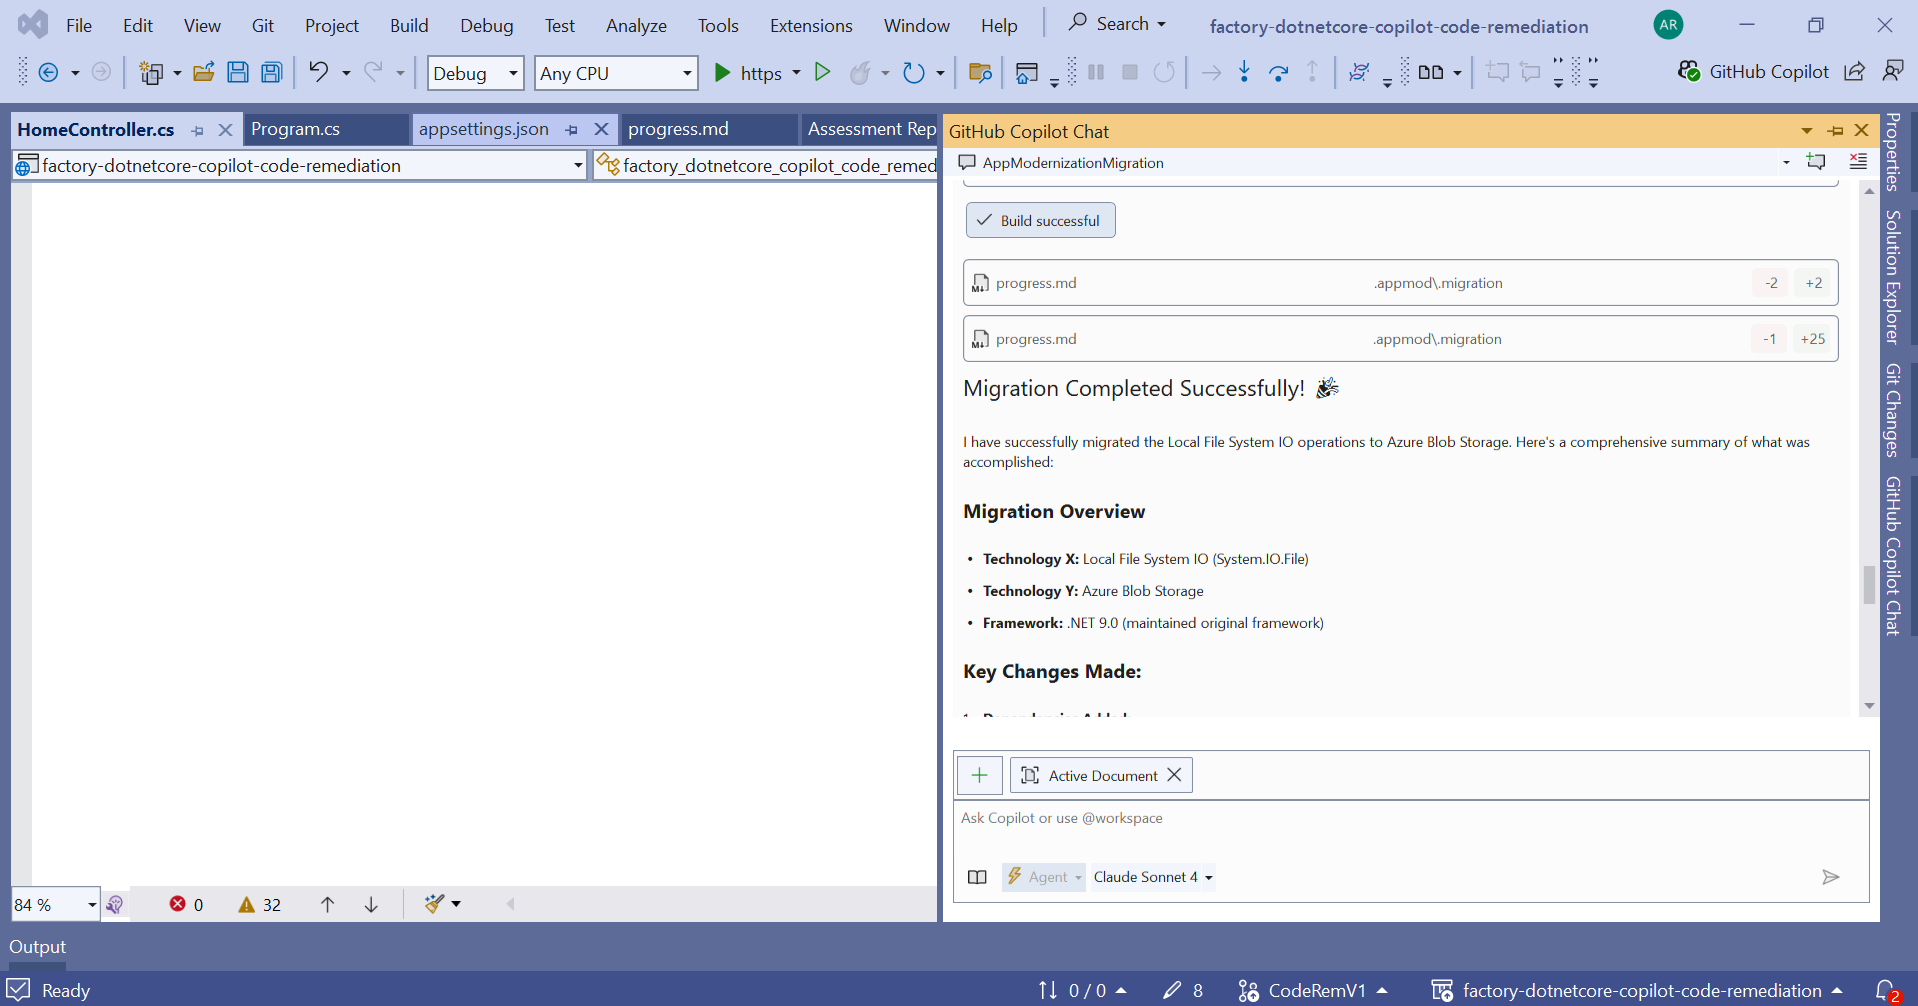 File Edit View Git Project Build Debug Test Analyze Tools Extensions Window Help Search factory-dotnetcore-copilot-code-remediation AR
Debug Any CPU https GitHub Copilot
HomeController.cs Program.cs appsettings.json progress.md Assessment Rep
factory-dotnetcore-copilot-code-remediation factory_dotnetcore_copilot_code_remed
GitHub Copilot Chat
AppModernizationMigration
Build successful
progress.md .appmod\.migration -2 +2
progress.md .appmod\.migration -1 +25
Migration Completed Successfully! 🎉
I have successfully migrated the Local File System IO operations to Azure Blob Storage. Here's a comprehensive summary of what was
accomplished:
Migration Overview
• Technology X: Local File System IO (System.IO.File)
• Technology Y: Azure Blob Storage
• Framework: .NET 9.0 (maintained original framework)
Key Changes Made:
Active Document
Ask Copilot or use @workspace
Agent Claude Sonnet 4
Properties
Solution Explorer
Git Changes
GitHub Copilot Chat
84 % 0 32
Output
Ready 0 / 0 8 CodeRemV1 factory-dotnetcore-copilot-code-remediation 2